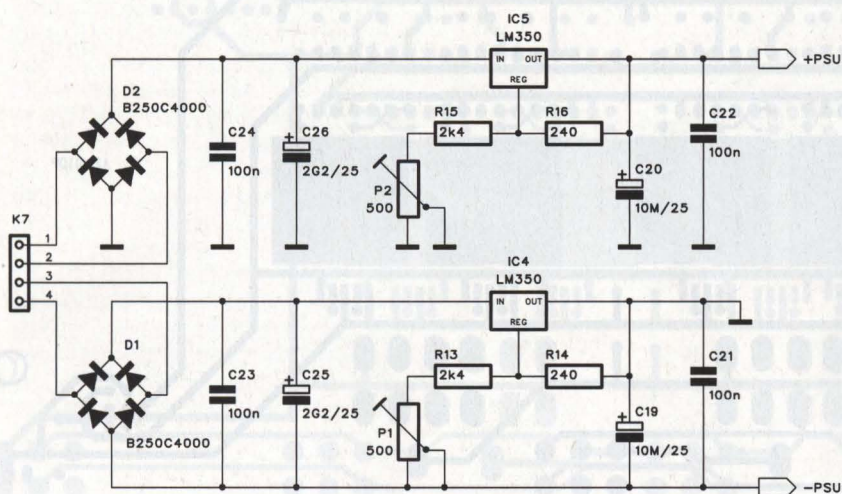 IC5
LM350
IN OUT
REG
+PSU
D2
B250C4000
C24
100n
+
C26
2G2/25
R15
2k4
R16
240
P2
500
+
C20
10M/25
C22
100n
K7
1
2
3
4
IC4
LM350
IN OUT
REG
D1
B250C4000
C23
100n
+
C25
2G2/25
R13
2k4
R14
240
P1
500
+
C19
10M/25
C21
100n
-PSU